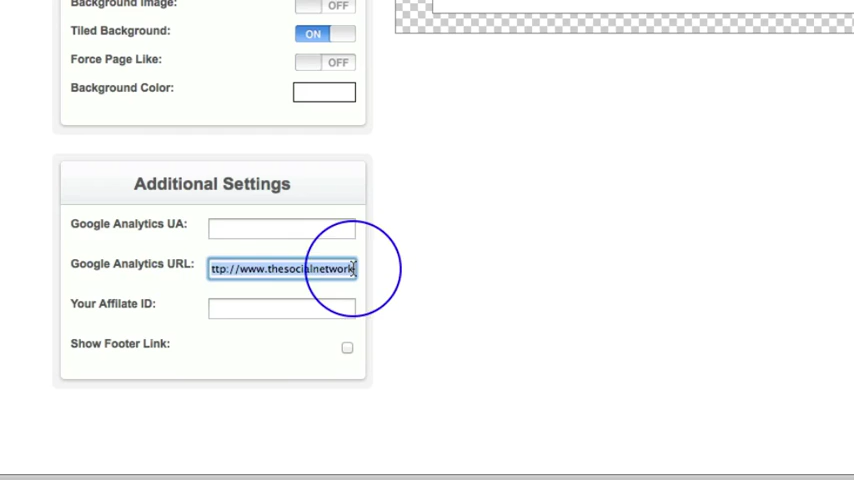 Background Image:
OFF
Tiled Background:
ON
Force Page Like:
OFF
Background Color:
Additional Settings
Google Analytics UA:
Google Analytics URL:
ttp://www.thesocialnetwork
Your Affilate ID:
Show Footer Link: